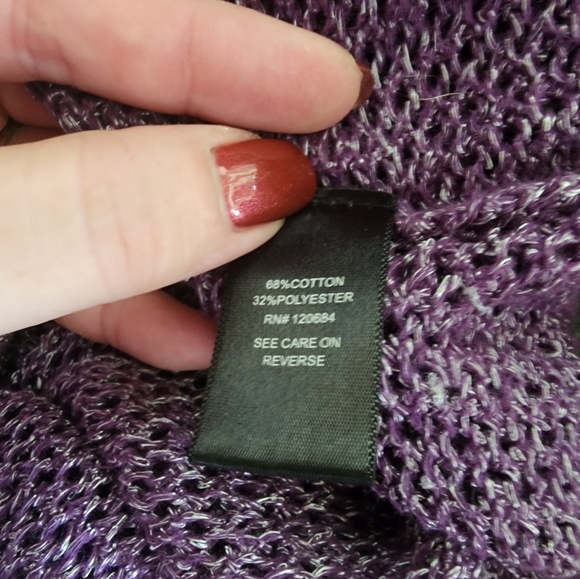 68%COTTON
32%POLYESTER
RN# 120684
SEE CARE ON
REVERSE